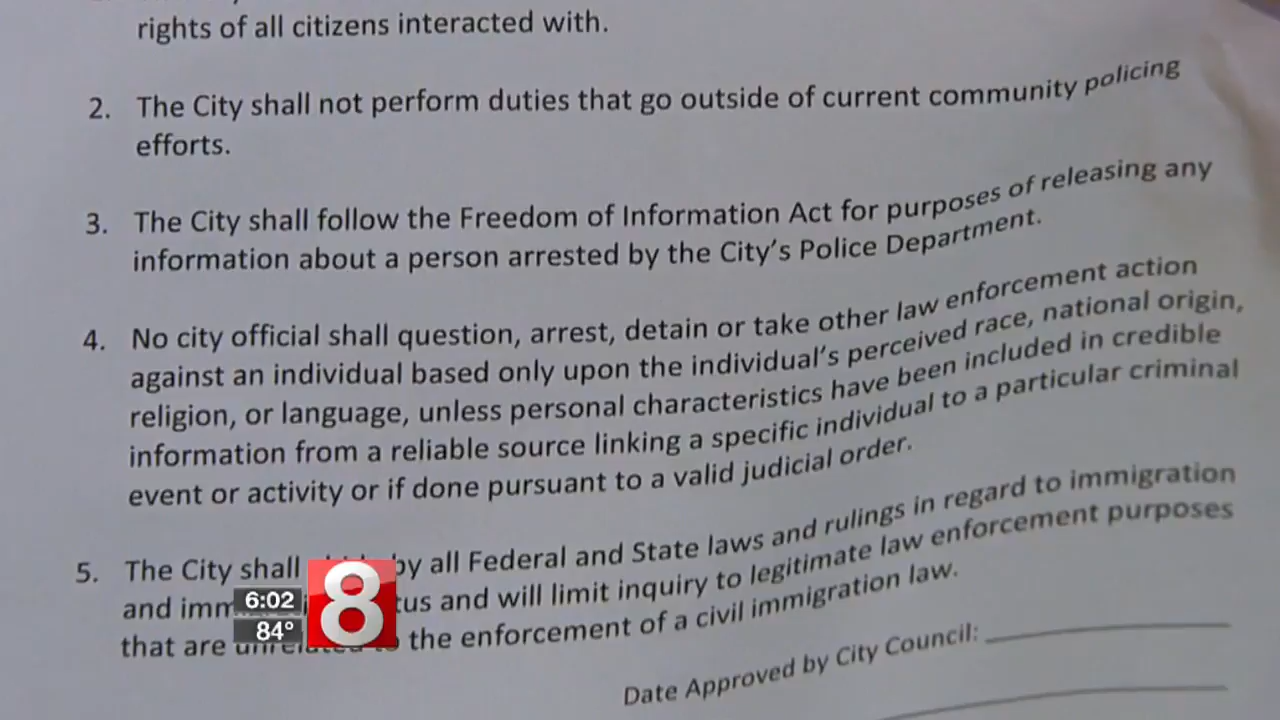 rights of all citizens interacted with.
2. The City shall not perform duties that go outside of current community policing
efforts.
3. The City shall follow the Freedom of Information Act for purposes of releasing any
information about a person arrested by the City's Police Department.
4. No city official shall question, arrest, detain or take other law enforcement action
against an individual based only upon the individual's perceived race, national origin,
religion, or language, unless personal characteristics have been included in credible
information from a reliable source linking a specific individual to a particular criminal
event or activity or if done pursuant to a valid judicial order.
5. The City shall by all Federal and State laws and rulings in regard to immigration
and and will limit inquiry to legitimate law enforcement purposes
that are the enforcement of a civil immigration law.
6:02
84°
8
Date Approved by City Council: